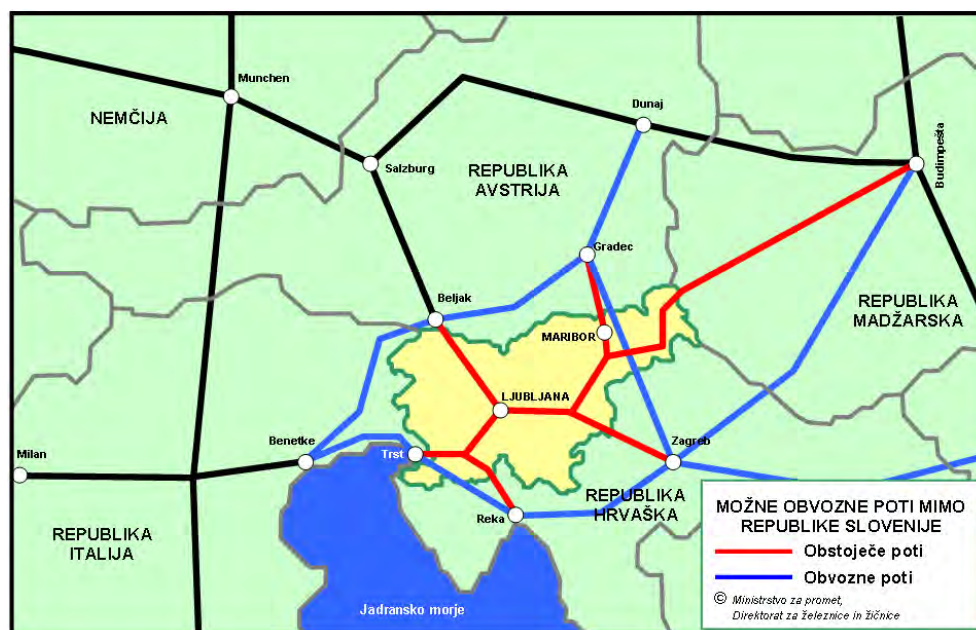 Munchen
NEMČIJA
Dunaj
Salzburg
REPUBLIKA
AVSTRIJA
Budimpešta
Gradec
Beljak
REPUBLIKA
MADŽARSKA
MARIBOR
LJUBLJANA
Benetke
Milan
Trst
Zagreb
REPUBLIKA
HRVAŠKA
Reka
REPUBLIKA
ITALIJA
Jadransko morje
MOŽNE OBVOZNE POTI MIMO
REPUBLIKE SLOVENIJE
Obstoječe poti
Obvozne poti
© Ministrstvo za promet,
Direktorat za železnice in žičnice